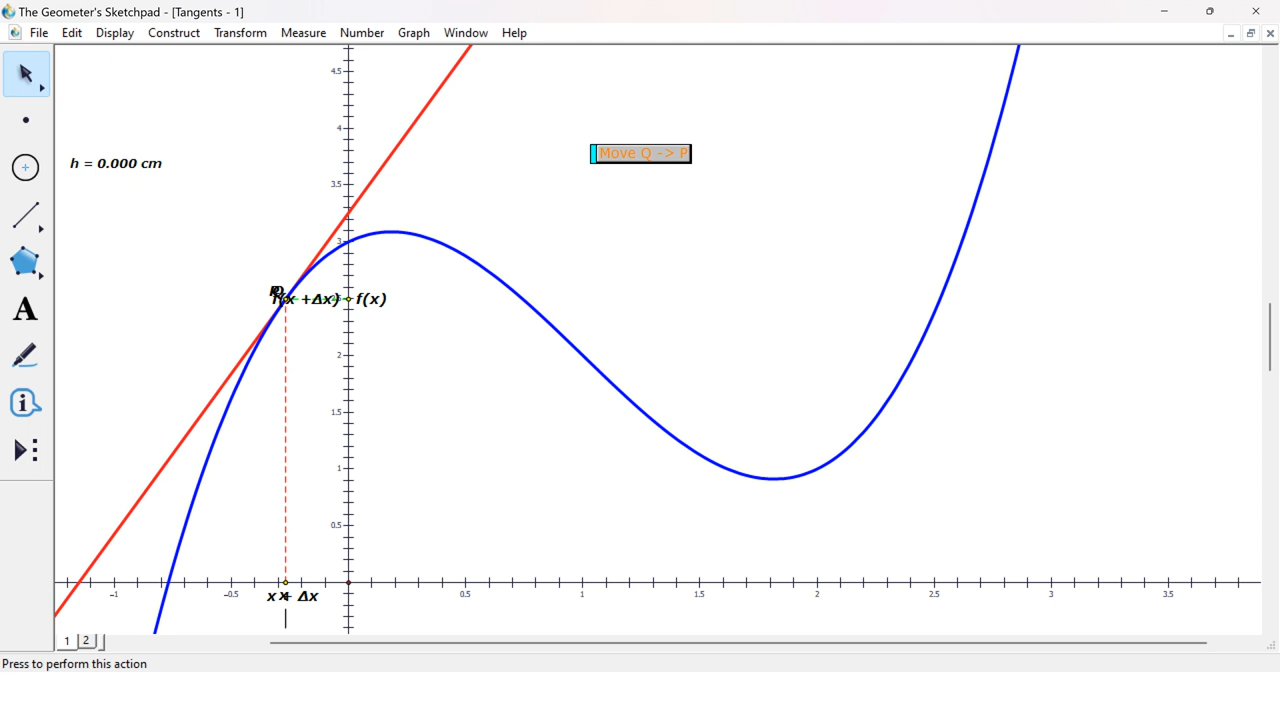 The Geometer's Sketchpad - [Tangents - 1]
File Edit Display Construct Transform Measure Number Graph Window Help
4.5
4
Move Q -> P
h = 0.000 cm
3.5
3
f(x +Δx) f(x)
2
1.5
1
0.5
-1 -0.5 0.5 1 1.5 2 2.5 3 3.5
x + Δx
1 2
Press to perform this action